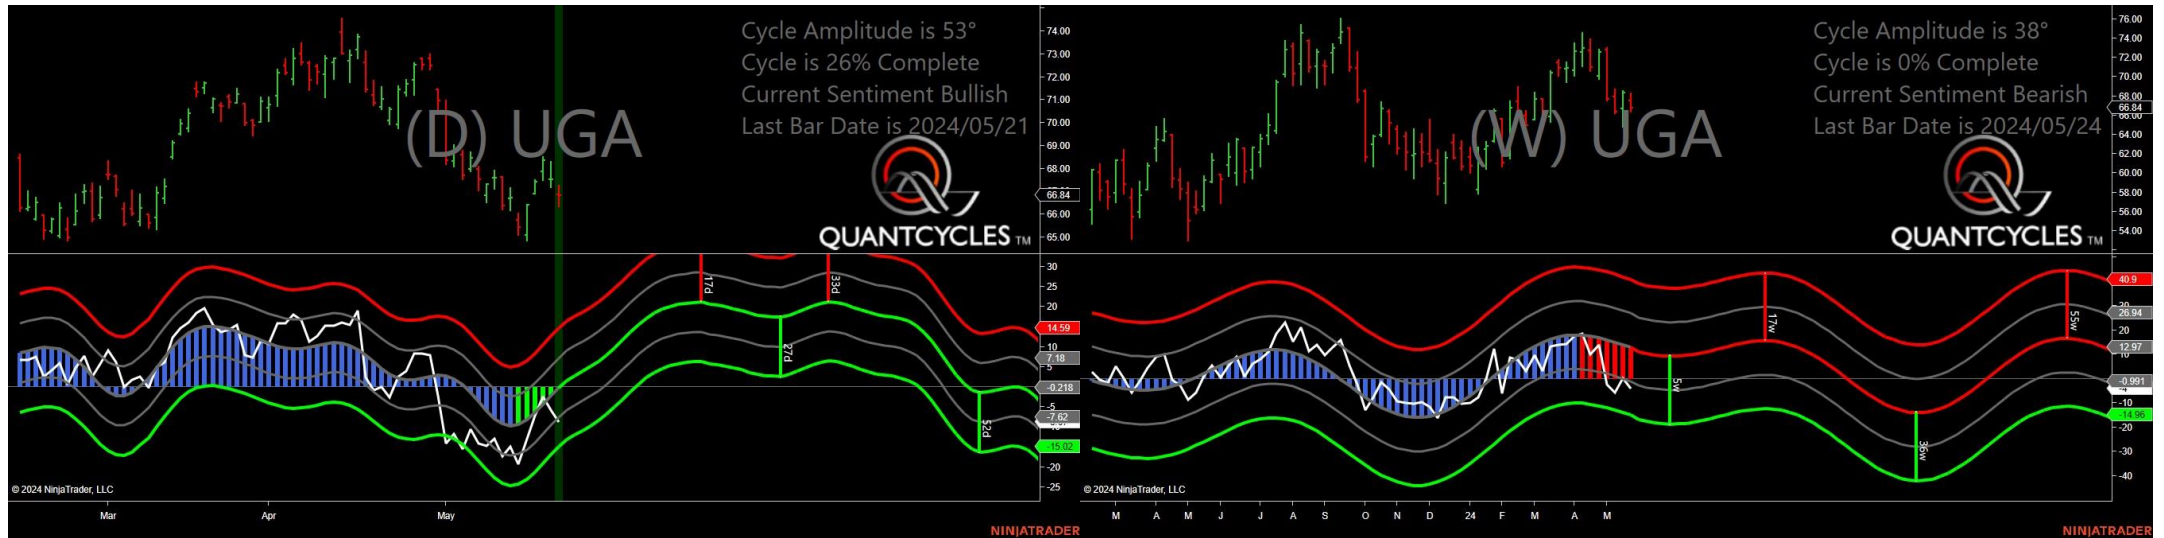 Cycle Amplitude is 53°
Cycle is 26% Complete
Current Sentiment Bullish
Last Bar Date is 2024/05/21
(D) UGA
QUANTCYCLES TM
74.00
73.00
72.00
71.00
70.00
69.00
68.00
66.84
66.00
65.00
17d
33d
27d
52d
30
25
20
14.59
10
7.18
5
-0.218
-5
-7.62
-15.02
-20
-25
© 2024 NinjaTrader, LLC
Mar
Apr
May
NINJATRADER
Cycle Amplitude is 38°
Cycle is 0% Complete
Current Sentiment Bearish
Last Bar Date is 2024/05/24
(W) UGA
QUANTCYCLES TM
76.00
74.00
72.00
70.00
68.00
66.84
66.00
64.00
62.00
60.00
58.00
56.00
54.00
5w
17w
36w
55w
40.9
26.94
20
12.97
-0.991
-14.96
-20
-30
-40
© 2024 NinjaTrader, LLC
M A M J J A S O N D 24 F M A M
NINJATRADER